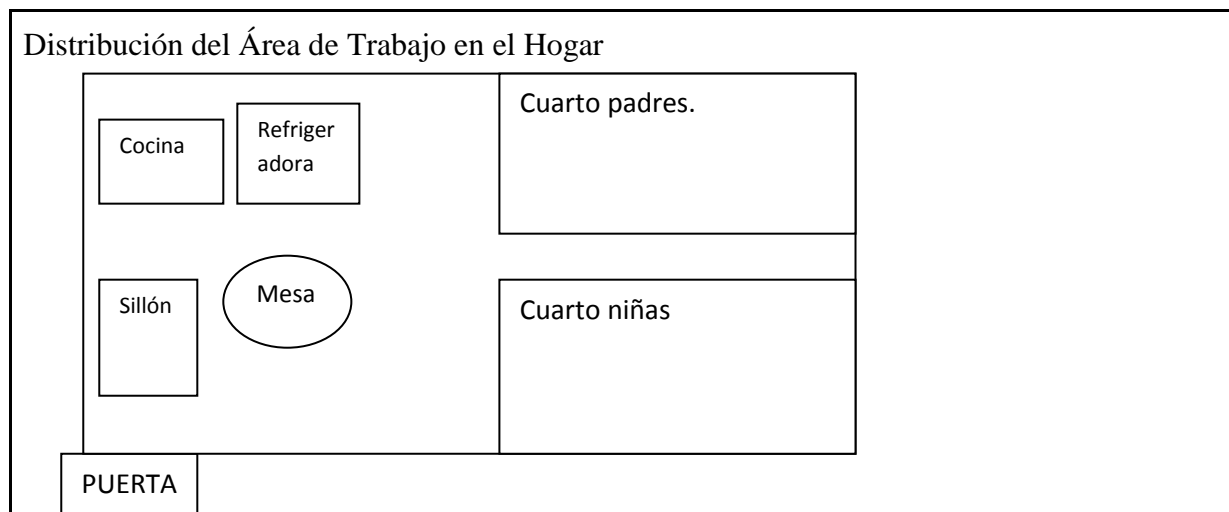 Distribución del Área de Trabajo en el Hogar
Cuarto padres.
Cocina
Refriger
adora
Sillón
Mesa
Cuarto niñas
PUERTA